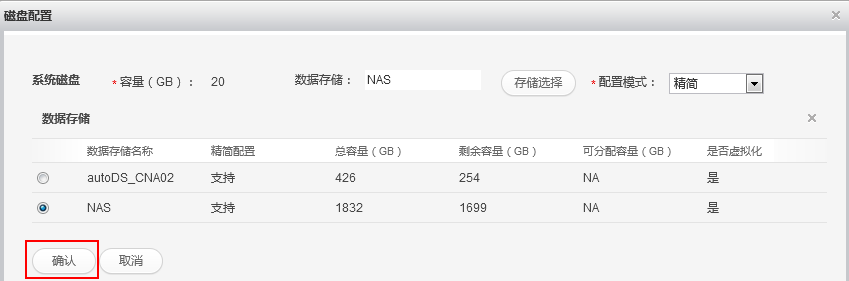 磁盘配置
系统磁盘 * 容量（GB）： 20 数据存储： NAS 存储选择 * 配置模式： 精简
数据存储
数据存储名称 精简配置 总容量（GB） 剩余容量（GB） 可分配容量（GB） 是否虚拟化
autoDS_CNA02 支持 426 254 NA 是
NAS 支持 1832 1699 NA 是
确认 取消